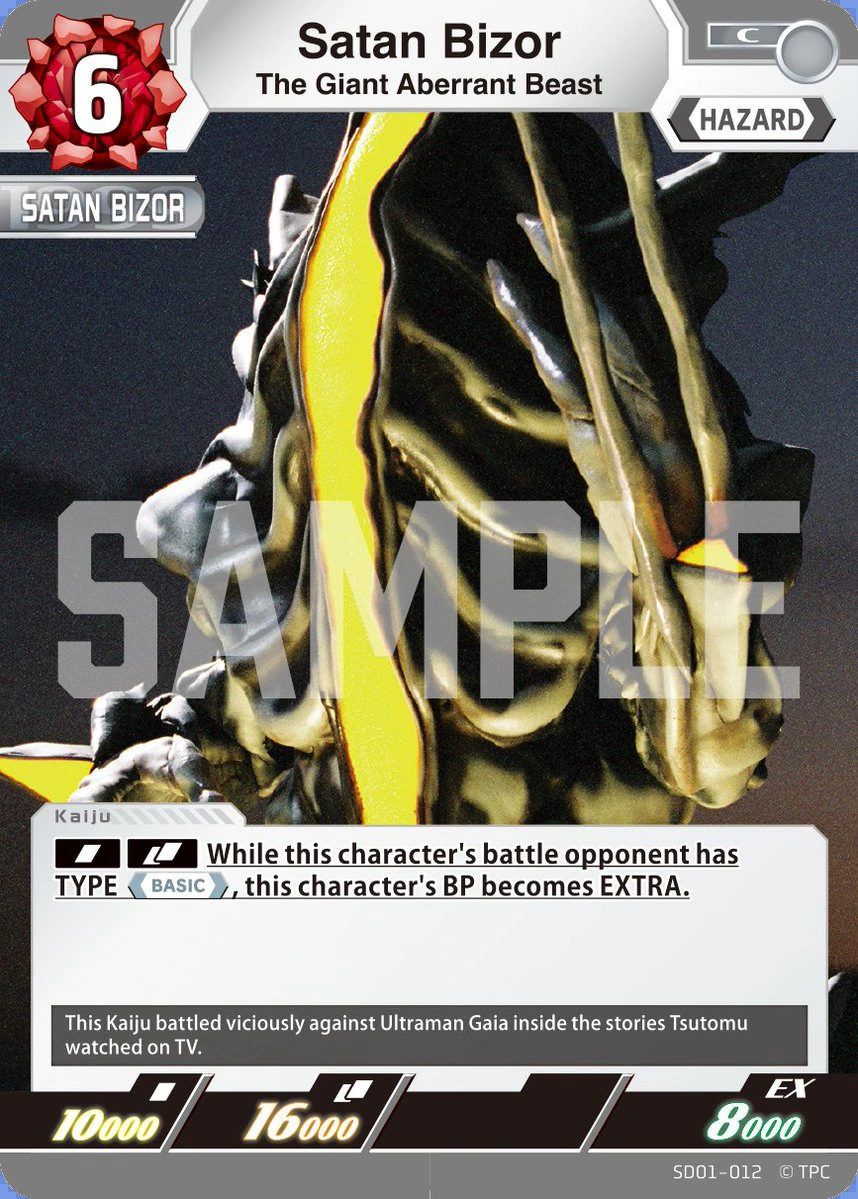 6
Satan Bizor
The Giant Aberrant Beast
C
HAZARD
SATAN BIZOR
SAMPLE
Kaiju
While this character's battle opponent has
TYPE BASIC, this character's BP becomes EXTRA.
This Kaiju battled viciously against Ultraman Gaia inside the stories Tsutomu
watched on TV.
10000
16000
EX
8000
SD01-012 © TPC